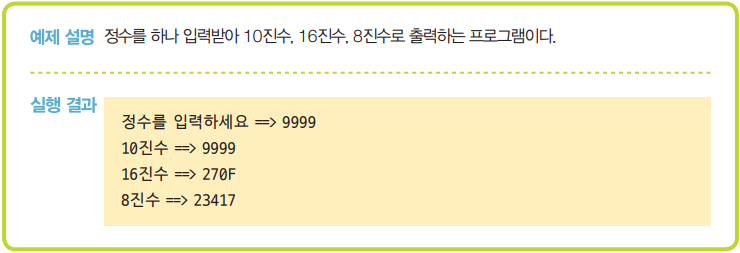 예제 설명 정수를 하나 입력받아 10진수, 16진수, 8진수로 출력하는 프로그램이다.
실행 결과
정수를 입력하세요 ==> 9999
10진수 ==> 9999
16진수 ==> 270F
8진수 ==> 23417